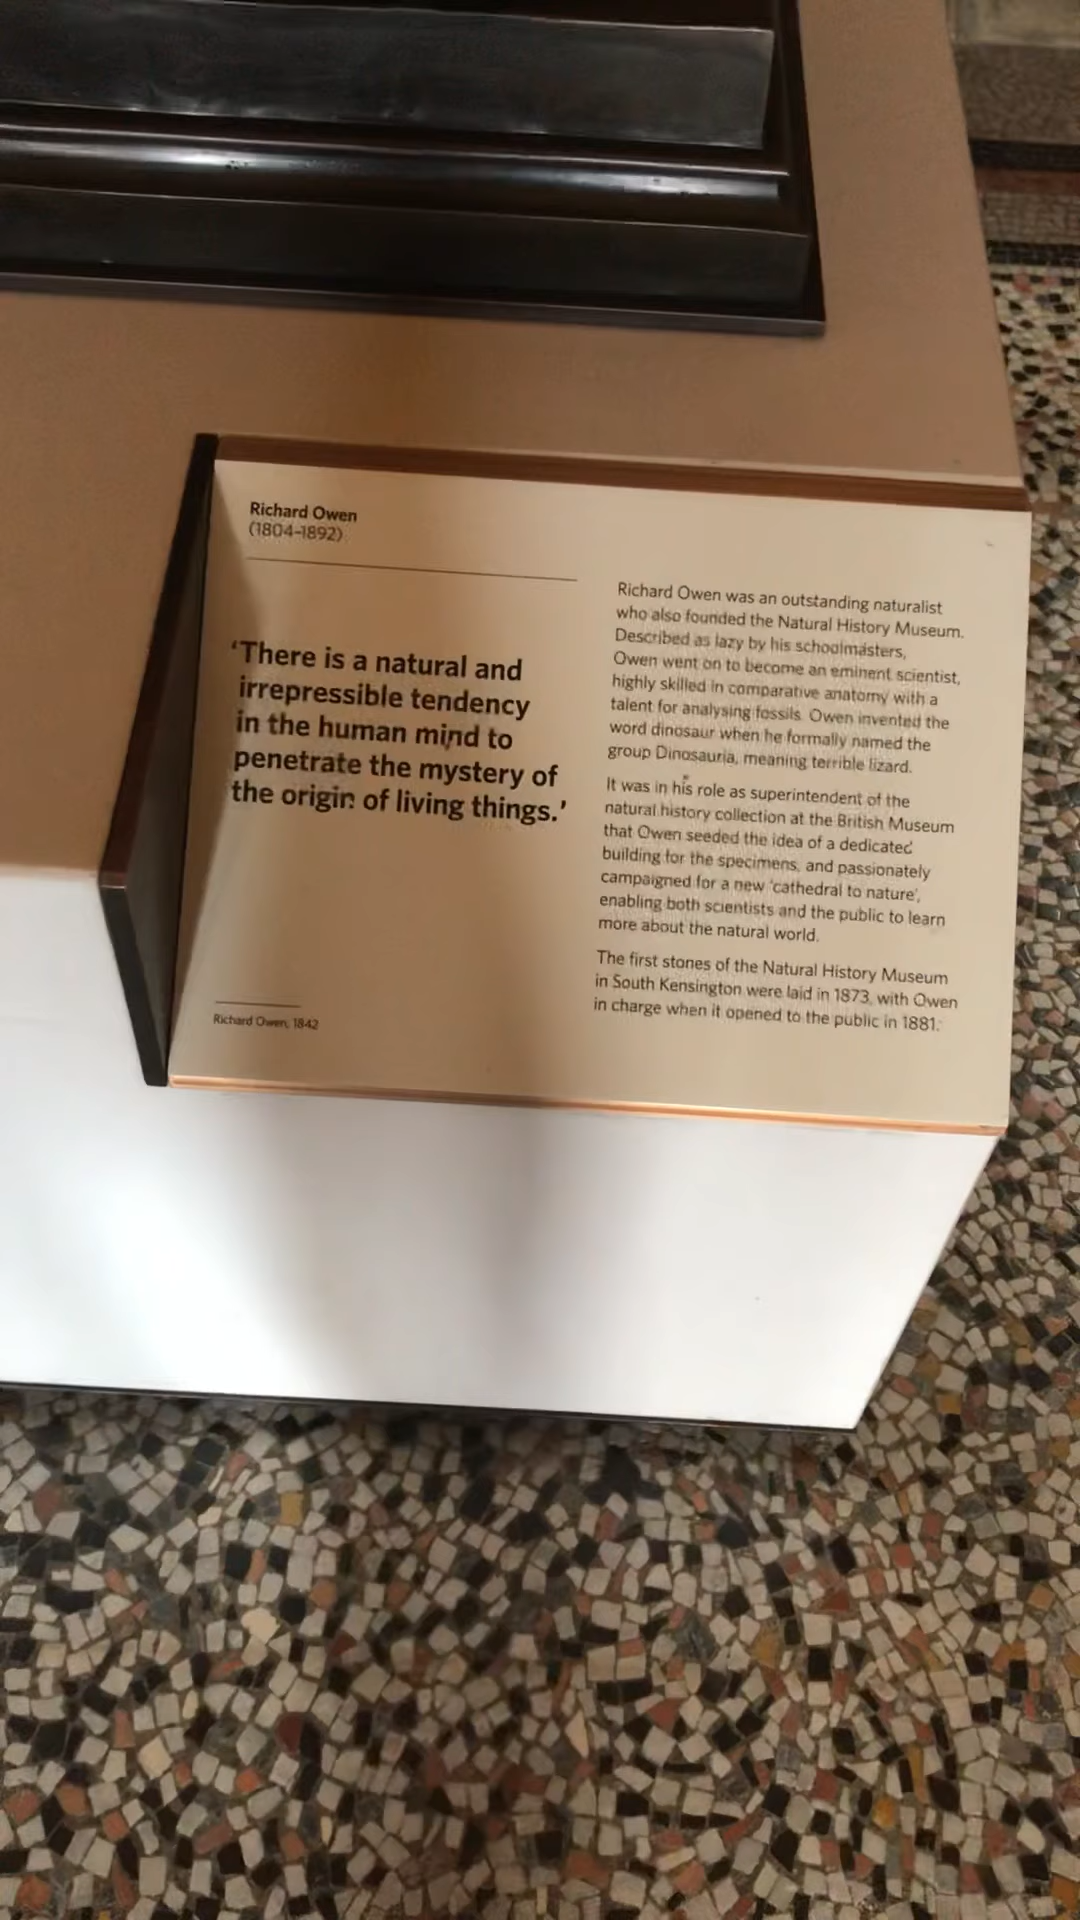 Richard Owen
(1804–1892)
‘There is a natural and
irrepressible tendency
in the human mind to
penetrate the mystery of
the origin of living things.’
Richard Owen, 1842
Richard Owen was an outstanding naturalist
who also founded the Natural History Museum.
Described as lazy by his schoolmasters,
Owen went on to become an eminent scientist,
highly skilled in comparative anatomy with a
talent for analysing fossils. Owen invented the
word dinosaur when he formally named the
group Dinosauria, meaning terrible lizard.
It was in his role as superintendent of the
natural history collection at the British Museum
that Owen seeded the idea of a dedicated
building for the specimens, and passionately
campaigned for a new ‘cathedral to nature’,
enabling both scientists and the public to learn
more about the natural world.
The first stones of the Natural History Museum
in South Kensington were laid in 1873, with Owen
in charge when it opened to the public in 1881.